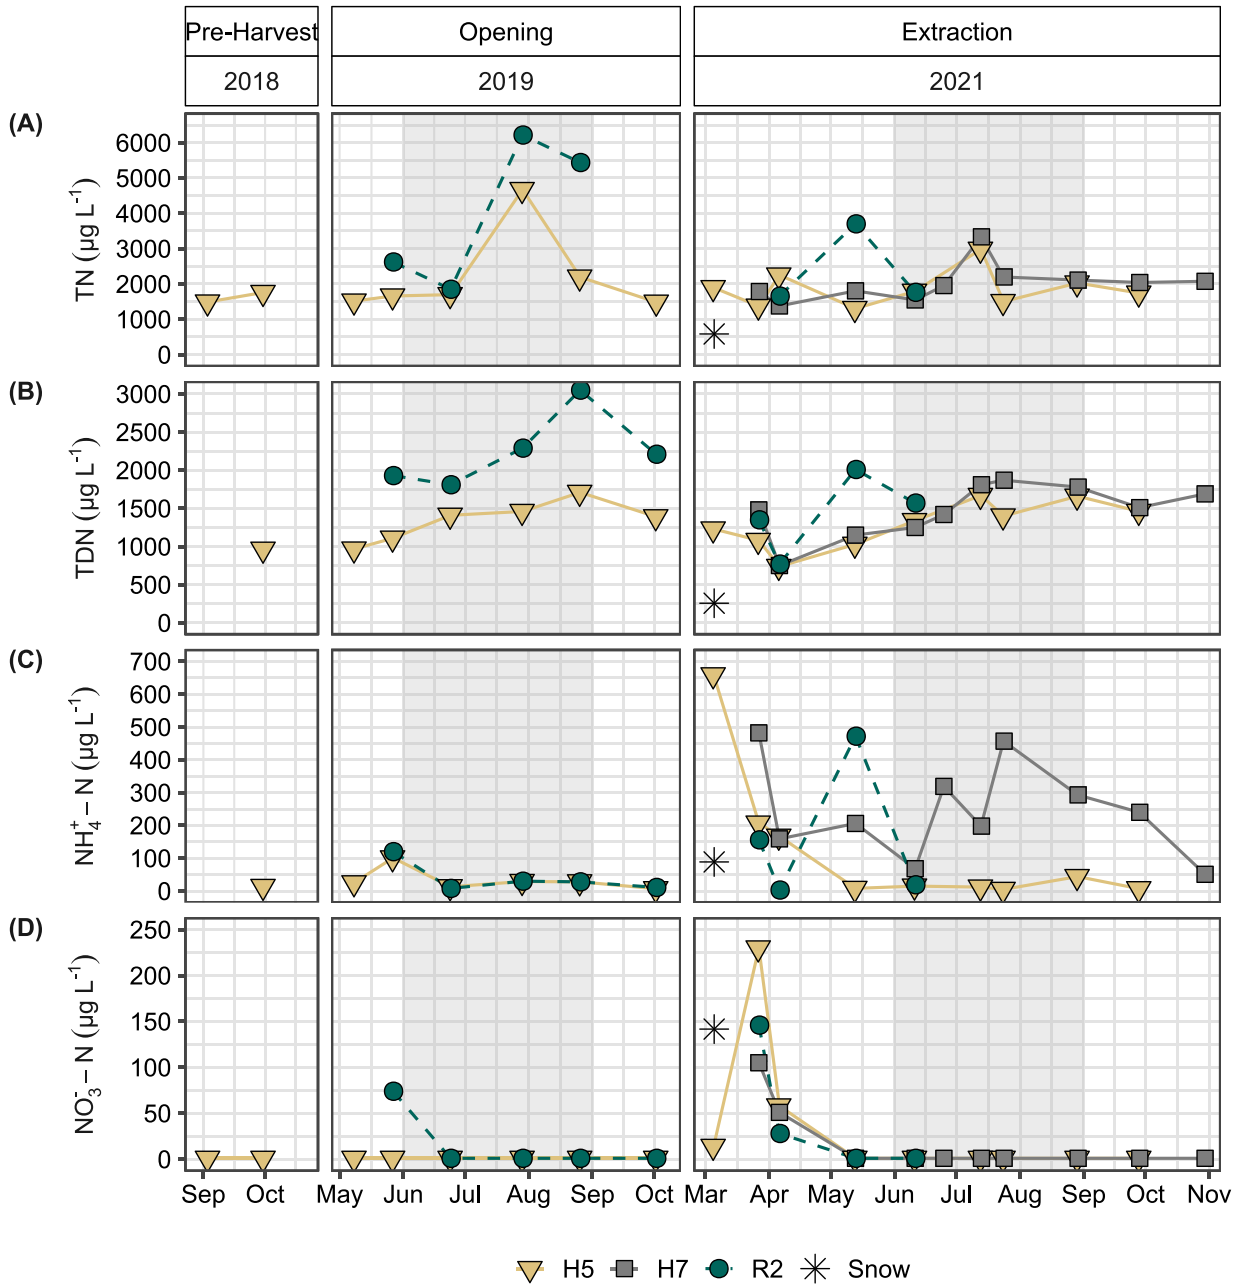 Pre-Harvest Opening Extraction
2018 2019 2021
(A)
TN (µg L⁻¹)
6000
5000
4000
3000
2000
1000
0
(B)
TDN (µg L⁻¹)
3000
2500
2000
1500
1000
500
0
(C)
NH₄⁺ – N (µg L⁻¹)
700
600
500
400
300
200
100
0
(D)
NO₃⁻ – N (µg L⁻¹)
250
200
150
100
50
0
Sep Oct May Jun Jul Aug Sep Oct Mar Apr May Jun Jul Aug Sep Oct Nov
H5 H7 R2 Snow